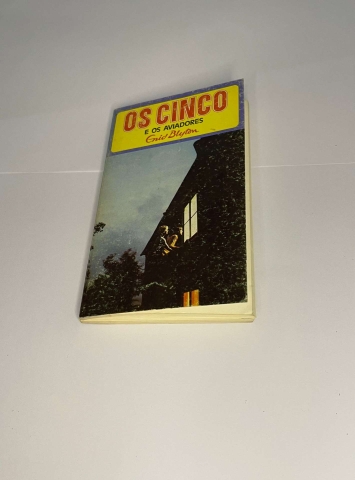 OS CINCO
E OS AVIADORES
Enid Blyton